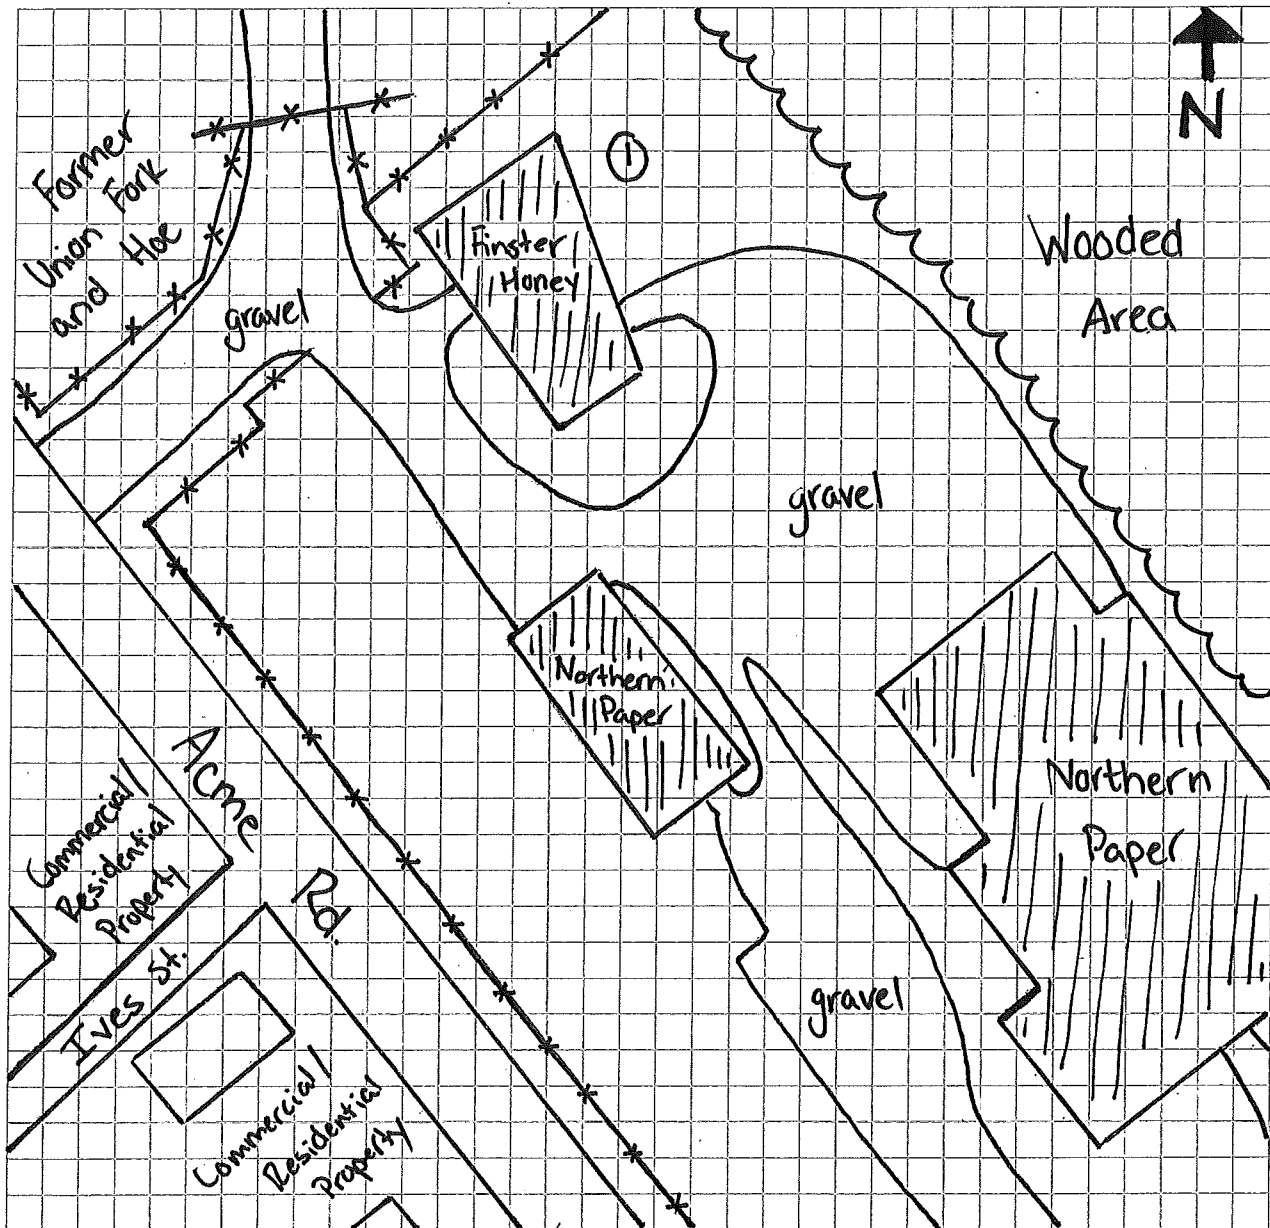 N
Former
Union Fork
and Hoe
①
Finster
Honey
Wooded
Area
gravel
gravel
Northern
Paper
Northern
Paper
Acme
Rd.
Commercial/
Residential
Property
Ives St.
gravel
Commercial/
Residential
Property